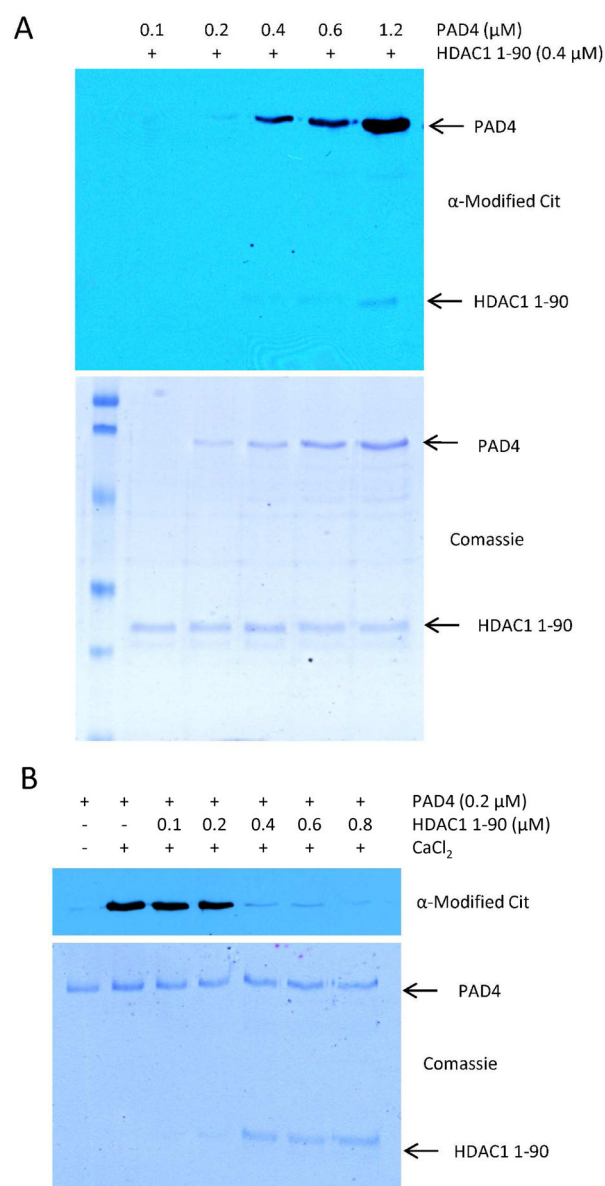 A
0.1 0.2 0.4 0.6 1.2 PAD4 (µM)
+ + + + + HDAC1 1-90 (0.4 µM)
PAD4
α-Modified Cit
HDAC1 1-90
PAD4
Comassie
HDAC1 1-90
B
+ + + + + + + PAD4 (0.2 µM)
- - 0.1 0.2 0.4 0.6 0.8 HDAC1 1-90 (µM)
- + + + + + + CaCl₂
α-Modified Cit
PAD4
Comassie
HDAC1 1-90